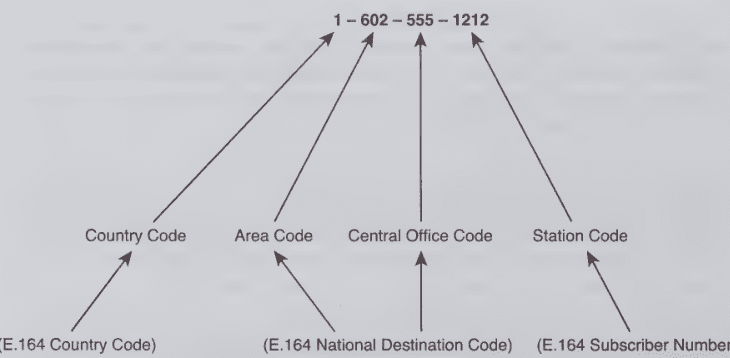 1 – 602 – 555 – 1212
Country Code Area Code Central Office Code Station Code
(E.164 Country Code) (E.164 National Destination Code) (E.164 Subscriber Number